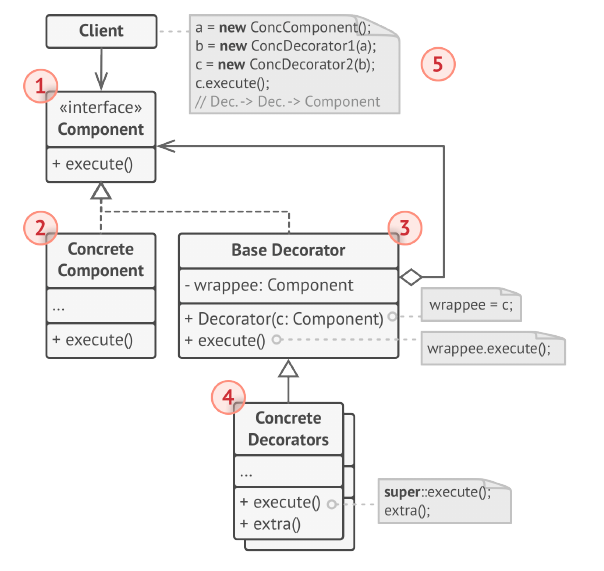 Client
a = new ConcComponent();
b = new ConcDecorator1(a);
c = new ConcDecorator2(b);
c.execute();
// Dec. -> Dec. -> Component
5
1
«interface»
Component
+ execute()
2
Concrete
Component
...
+ execute()
3
Base Decorator
- wrappee: Component
+ Decorator(c: Component)
+ execute()
wrappee = c;
wrappee.execute();
4
Concrete
Decorators
...
+ execute()
+ extra()
super::execute();
extra();